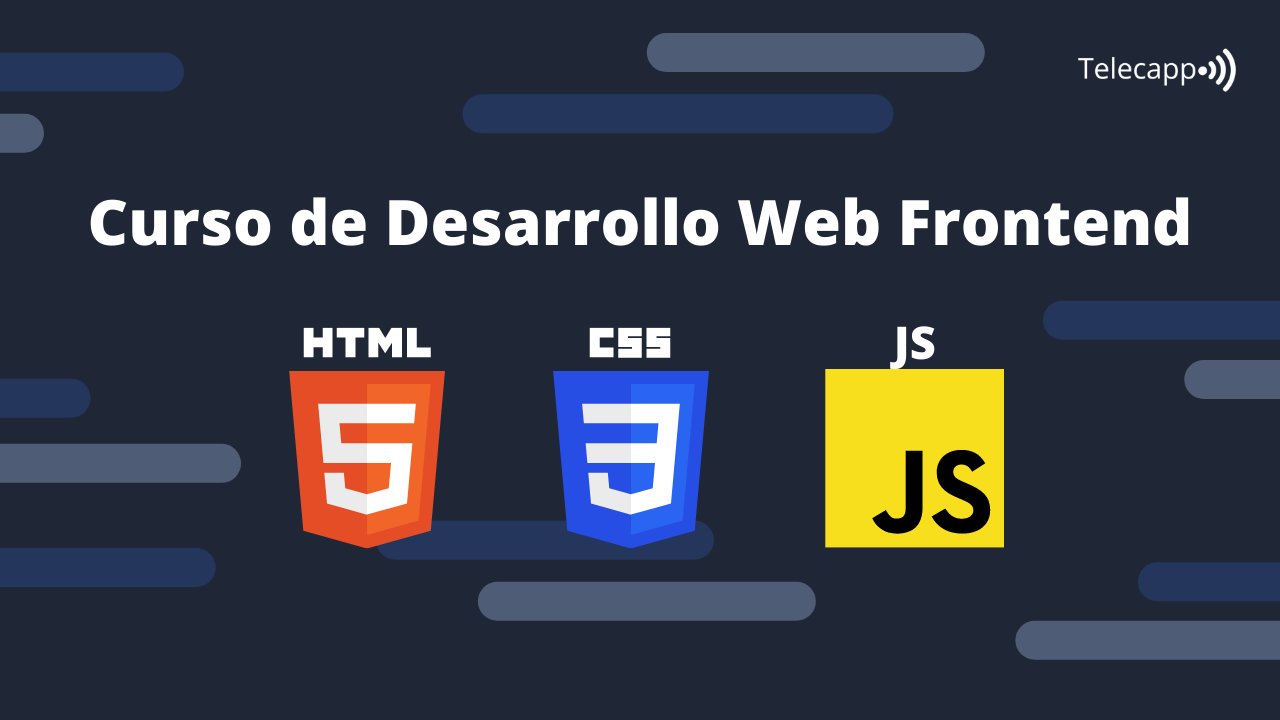 Telecapp
Curso de Desarrollo Web Frontend
HTML
CSS
JS
5
3
JS